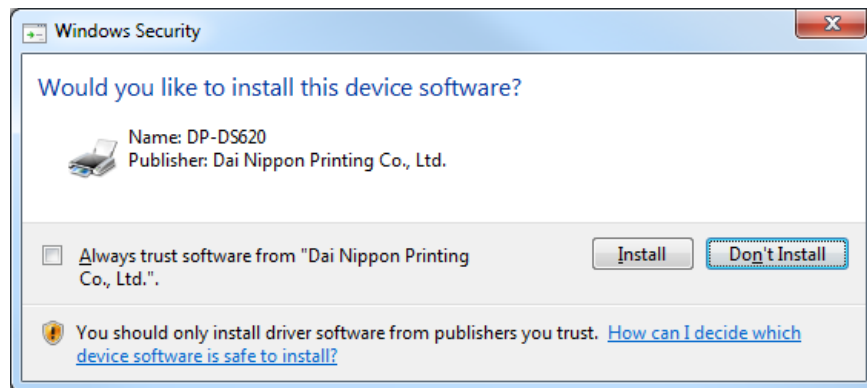 Windows Security
Would you like to install this device software?
Name: DP-DS620
Publisher: Dai Nippon Printing Co., Ltd.
Always trust software from "Dai Nippon Printing
Co., Ltd.".
Install
Don't Install
You should only install driver software from publishers you trust. How can I decide which
device software is safe to install?